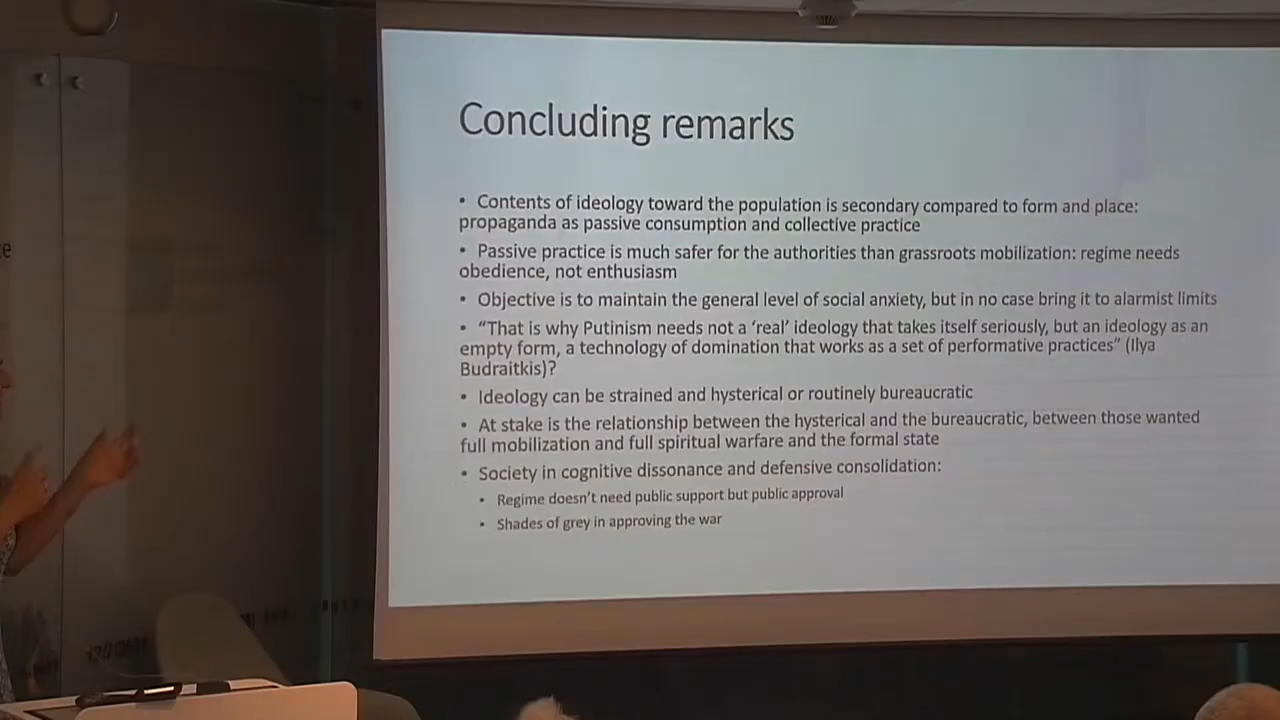 Concluding remarks
• Contents of ideology toward the population is secondary compared to form and place:
propaganda as passive consumption and collective practice
• Passive practice is much safer for the authorities than grassroots mobilization: regime needs
obedience, not enthusiasm
• Objective is to maintain the general level of social anxiety, but in no case bring it to alarmist limits
• “That is why Putinism needs not a ‘real’ ideology that takes itself seriously, but an ideology as an
empty form, a technology of domination that works as a set of performative practices” (Ilya
Budraitkis)?
• Ideology can be strained and hysterical or routinely bureaucratic
• At stake is the relationship between the hysterical and the bureaucratic, between those wanted
full mobilization and full spiritual warfare and the formal state
• Society in cognitive dissonance and defensive consolidation:
• Regime doesn’t need public support but public approval
• Shades of grey in approving the war